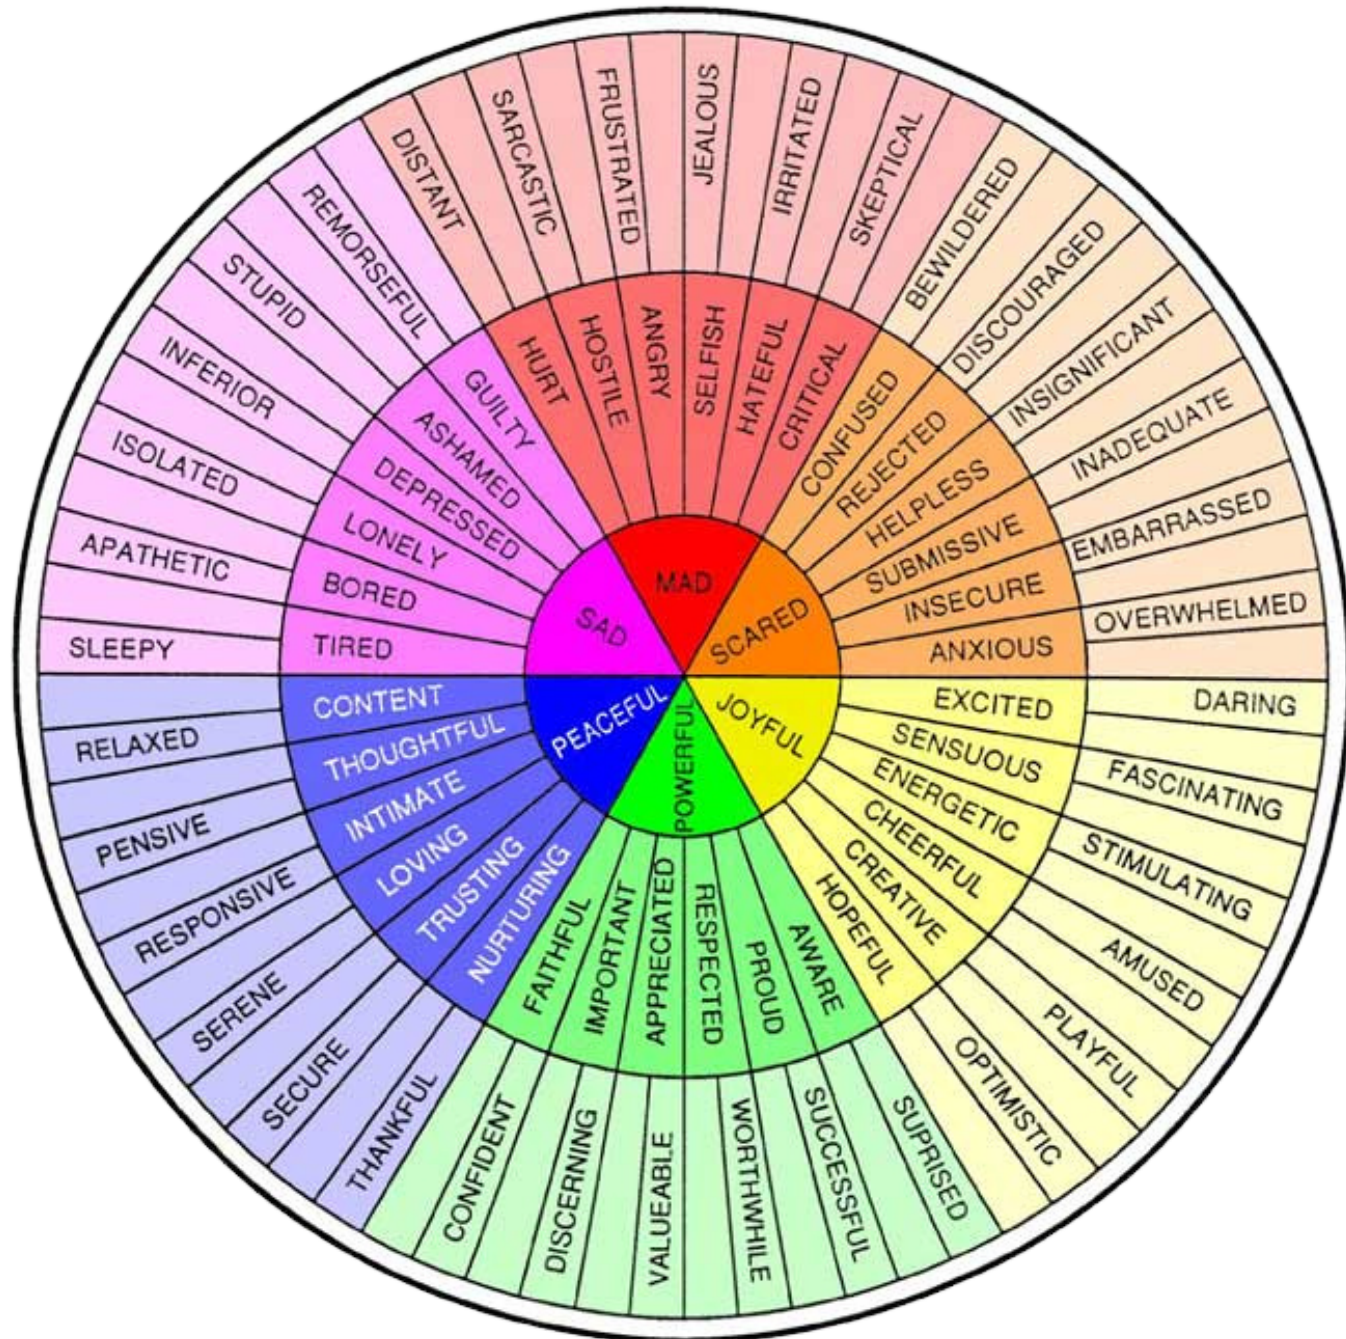 MAD
HURT
HOSTILE
ANGRY
SELFISH
HATEFUL
CRITICAL
DISTANT
SARCASTIC
FRUSTRATED
JEALOUS
IRRITATED
SKEPTICAL
SCARED
CONFUSED
REJECTED
HELPLESS
SUBMISSIVE
INSECURE
ANXIOUS
BEWILDERED
DISCOURAGED
INSIGNIFICANT
INADEQUATE
EMBARRASSED
OVERWHELMED
JOYFUL
EXCITED
SENSUOUS
ENERGETIC
CHEERFUL
CREATIVE
HOPEFUL
DARING
FASCINATING
STIMULATING
AMUSED
PLAYFUL
OPTIMISTIC
POWERFUL
AWARE
PROUD
RESPECTED
APPRECIATED
IMPORTANT
FAITHFUL
SUPRISED
SUCCESSFUL
WORTHWHILE
VALUEABLE
DISCERNING
CONFIDENT
PEACEFUL
NURTURING
TRUSTING
LOVING
INTIMATE
THOUGHTFUL
CONTENT
THANKFUL
SECURE
SERENE
RESPONSIVE
PENSIVE
RELAXED
SAD
TIRED
BORED
LONELY
DEPRESSED
ASHAMED
GUILTY
SLEEPY
APATHETIC
ISOLATED
INFERIOR
STUPID
REMORSEFUL